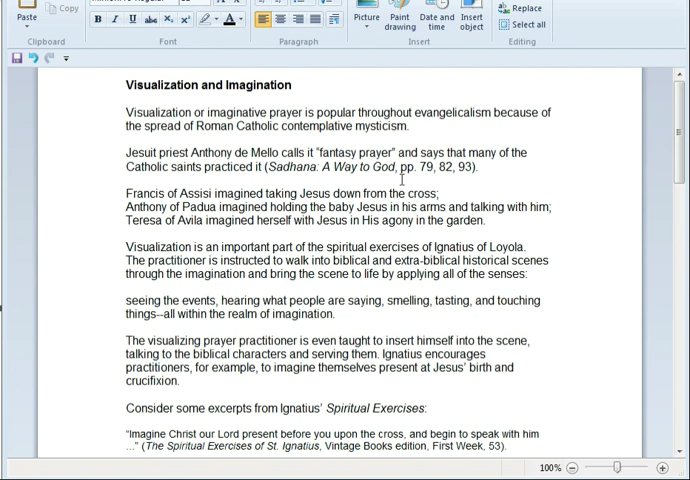 Paste
Copy
B I U abc X₂ X² A
Picture
Paint drawing
Date and time
Insert object
Replace
Select all
Clipboard
Font
Paragraph
Insert
Editing
Visualization and Imagination
Visualization or imaginative prayer is popular throughout evangelicalism because of
the spread of Roman Catholic contemplative mysticism.
Jesuit priest Anthony de Mello calls it "fantasy prayer" and says that many of the
Catholic saints practiced it (Sadhana: A Way to God, pp. 79, 82, 93).
Francis of Assisi imagined taking Jesus down from the cross;
Anthony of Padua imagined holding the baby Jesus in his arms and talking with him;
Teresa of Avila imagined herself with Jesus in His agony in the garden.
Visualization is an important part of the spiritual exercises of Ignatius of Loyola.
The practitioner is instructed to walk into biblical and extra-biblical historical scenes
through the imagination and bring the scene to life by applying all of the senses:
seeing the events, hearing what people are saying, smelling, tasting, and touching
things--all within the realm of imagination.
The visualizing prayer practitioner is even taught to insert himself into the scene,
talking to the biblical characters and serving them. Ignatius encourages
practitioners, for example, to imagine themselves present at Jesus' birth and
crucifixion.
Consider some excerpts from Ignatius' Spiritual Exercises:
"Imagine Christ our Lord present before you upon the cross, and begin to speak with him
..." (The Spiritual Exercises of St. Ignatius, Vintage Books edition, First Week, 53).
100%